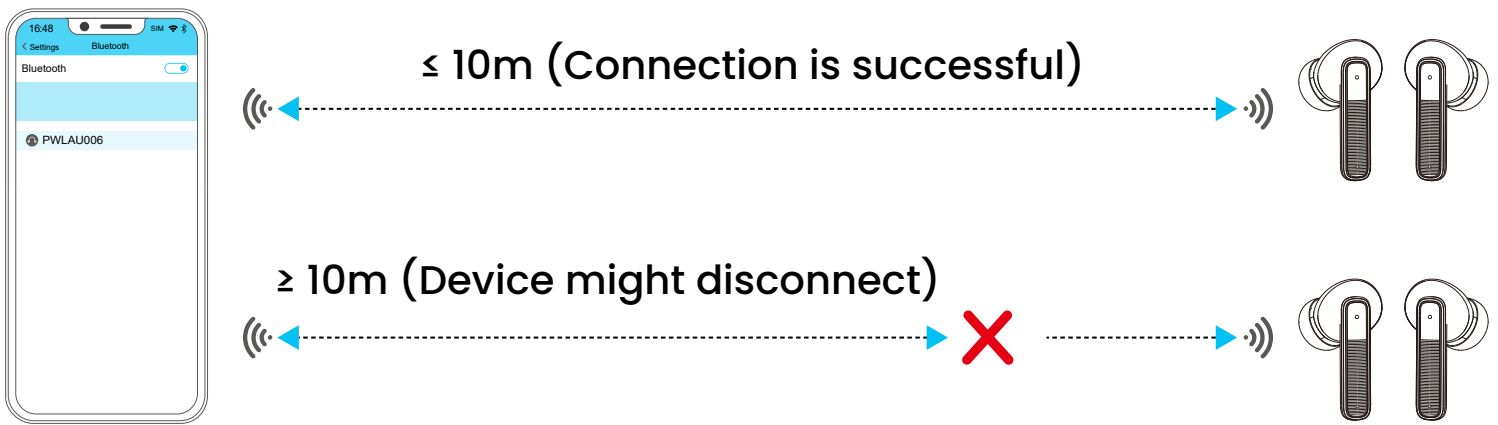 16:48 SIM
< Settings Bluetooth
Bluetooth
PWLAU006
≤ 10m (Connection is successful)
≥ 10m (Device might disconnect)